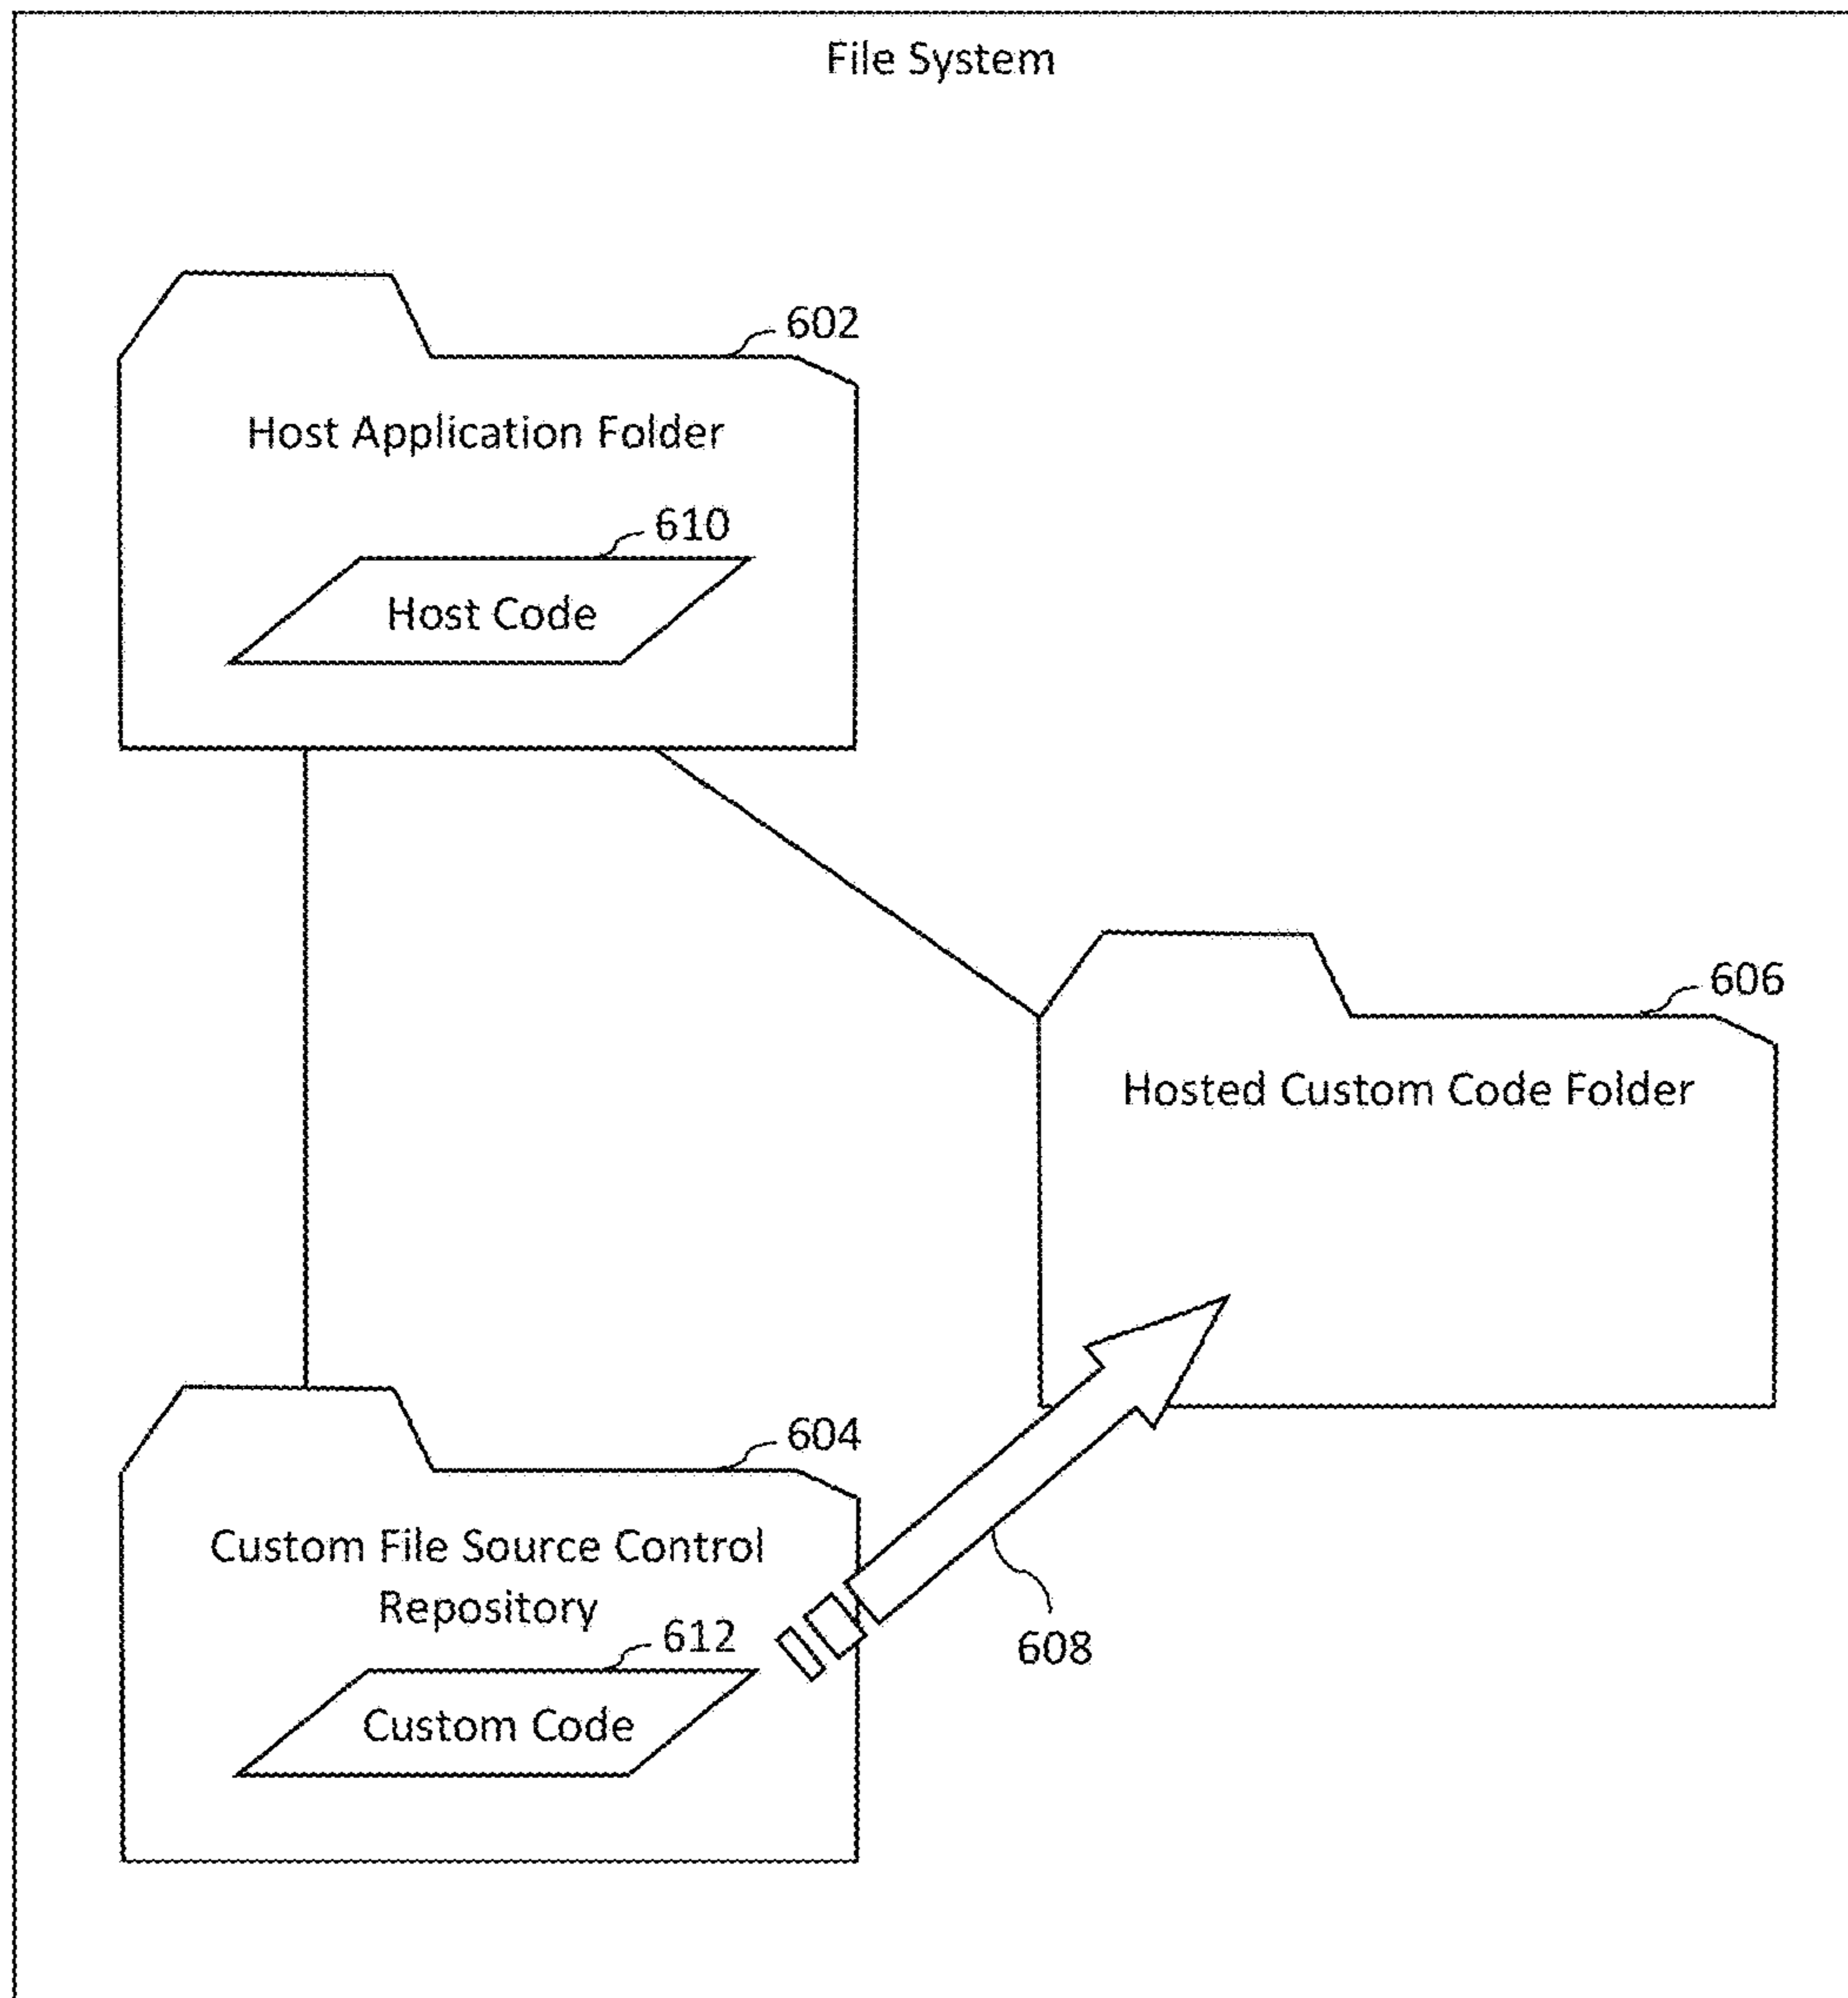 File System
602
Host Application Folder
610
Host Code
606
Hosted Custom Code Folder
604
Custom File Source Control
Repository
612
608
Custom Code